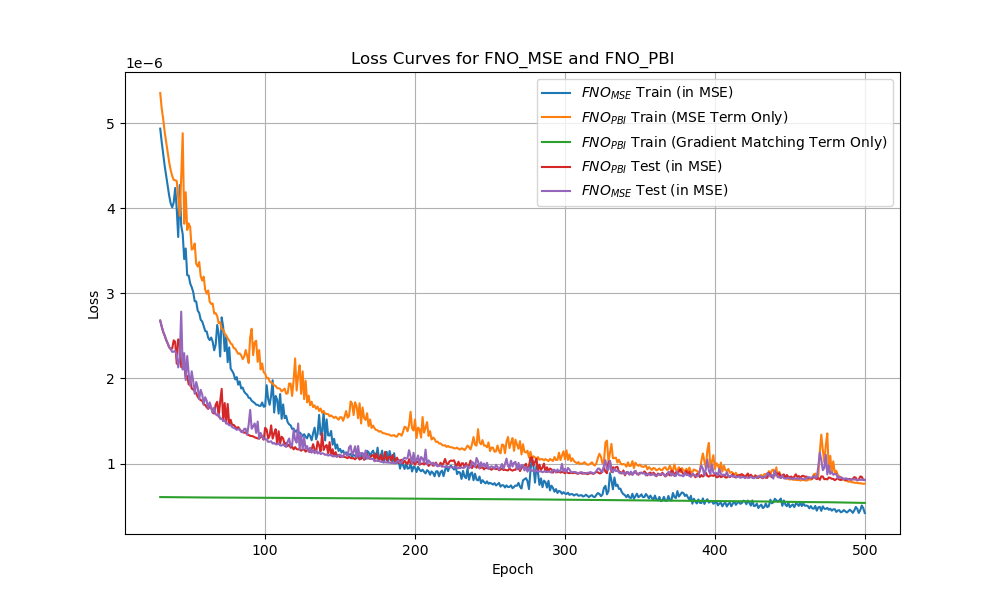 Loss Curves for FNO_MSE and FNO_PBI
1e−6
FNO_MSE Train (in MSE)
FNO_PBI Train (MSE Term Only)
FNO_PBI Train (Gradient Matching Term Only)
FNO_PBI Test (in MSE)
FNO_MSE Test (in MSE)
5
4
3
2
1
Loss
100 200 300 400 500
Epoch